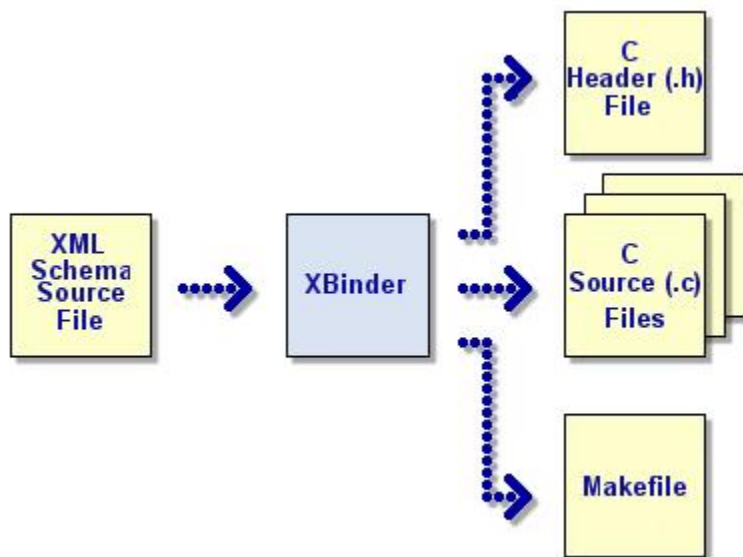 XML
Schema
Source
File
XBinder
C
Header (.h)
File
C
Source (.c)
Files
Makefile